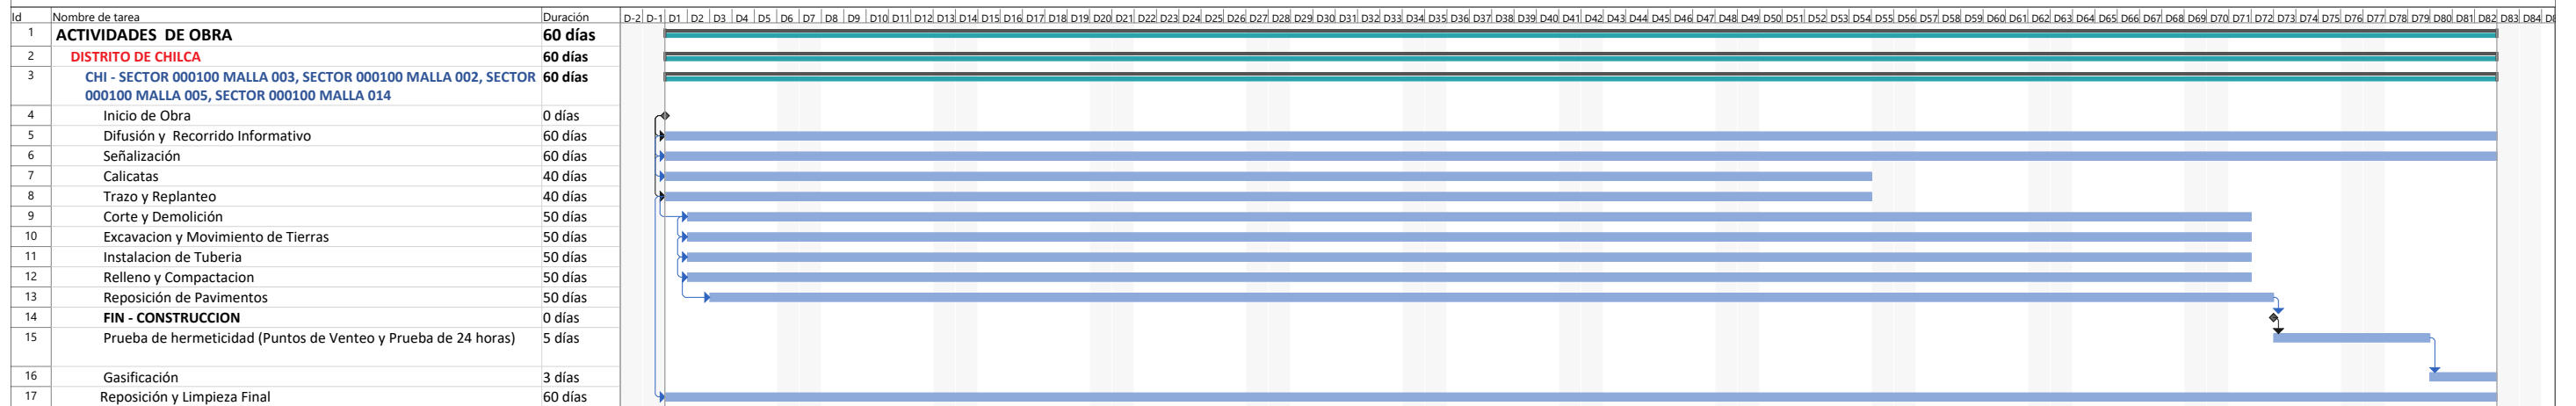 Id Nombre de tarea Duración D-2 D-1 D1 D2 D3 D4 D5 D6 D7 D8 D9 D10 D11 D12 D13 D14 D15 D16 D17 D18 D19 D20 D21 D22 D23 D24 D25 D26 D27 D28 D29 D30 D31 D32 D33 D34 D35 D36 D37 D38 D39 D40 D41 D42 D43 D44 D45 D46 D47 D48 D49 D50 D51 D52 D53 D54 D55 D56 D57 D58 D59 D60 D61 D62 D63 D64 D65 D66 D67 D68 D69 D70 D71 D72 D73 D74 D75 D76 D77 D78 D79 D80 D81 D82 D83 D84
1 ACTIVIDADES DE OBRA 60 días
2 DISTRITO DE CHILCA 60 días
3 CHI - SECTOR 000100 MALLA 003, SECTOR 000100 MALLA 002, SECTOR 60 días
000100 MALLA 005, SECTOR 000100 MALLA 014
4 Inicio de Obra 0 días
5 Difusión y Recorrido Informativo 60 días
6 Señalización 60 días
7 Calicatas 40 días
8 Trazo y Replanteo 40 días
9 Corte y Demolición 50 días
10 Excavacion y Movimiento de Tierras 50 días
11 Instalacion de Tuberia 50 días
12 Relleno y Compactacion 50 días
13 Reposición de Pavimentos 50 días
14 FIN - CONSTRUCCION 0 días
15 Prueba de hermeticidad (Puntos de Venteo y Prueba de 24 horas) 5 días
16 Gasificación 3 días
17 Reposición y Limpieza Final 60 días